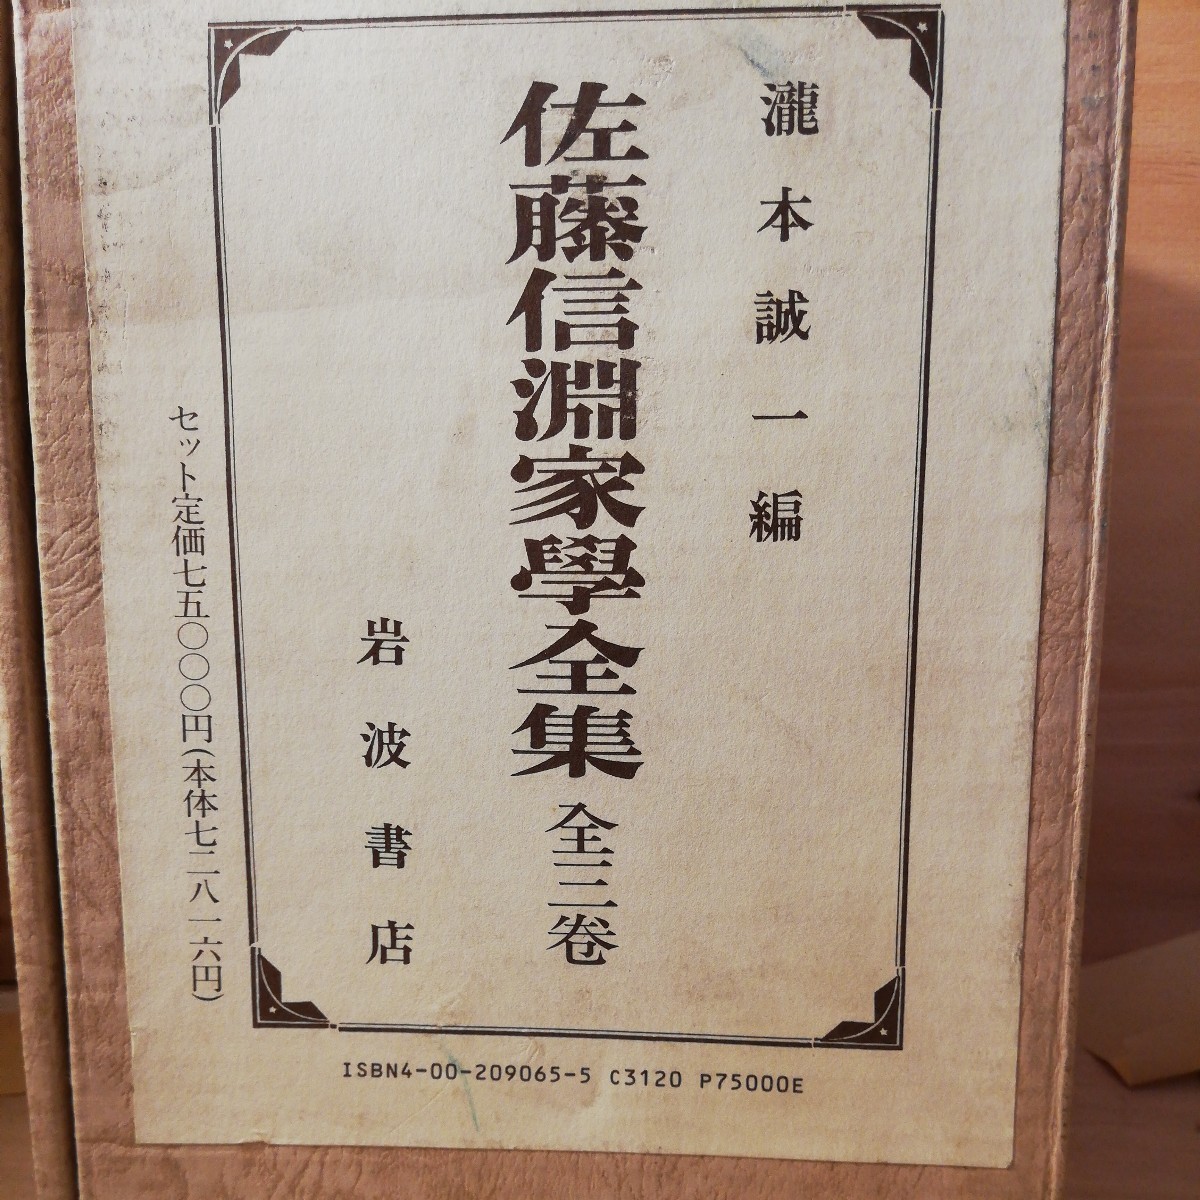 瀧本誠一編
佐藤信淵家學全集 全三巻
岩波書店
セット定価七五〇〇〇円(本体七二八一六円)
ISBN4-00-209065-5 C3120 P75000E